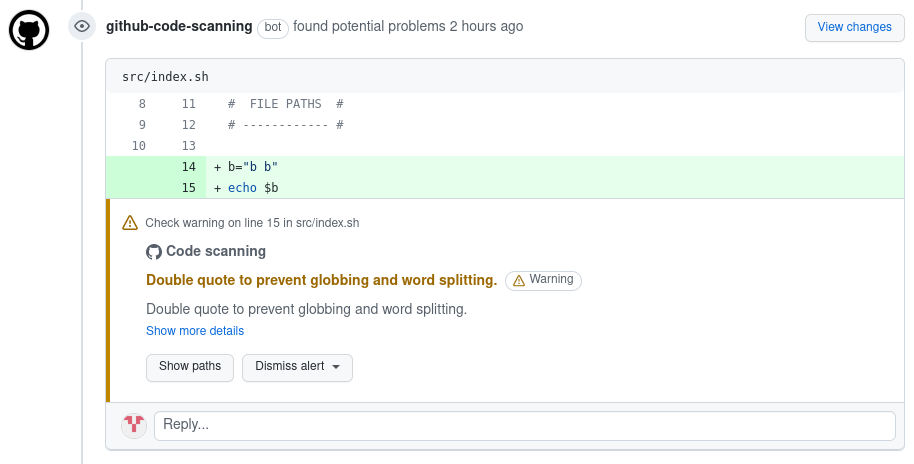 github-code-scanning bot found potential problems 2 hours ago View changes
src/index.sh
8 11 #  FILE PATHS  #
9 12 # ------------ #
10 13
14 + b="b b"
15 + echo $b
Check warning on line 15 in src/index.sh
Code scanning
Double quote to prevent globbing and word splitting. Warning
Double quote to prevent globbing and word splitting.
Show more details
Show paths Dismiss alert
Reply...